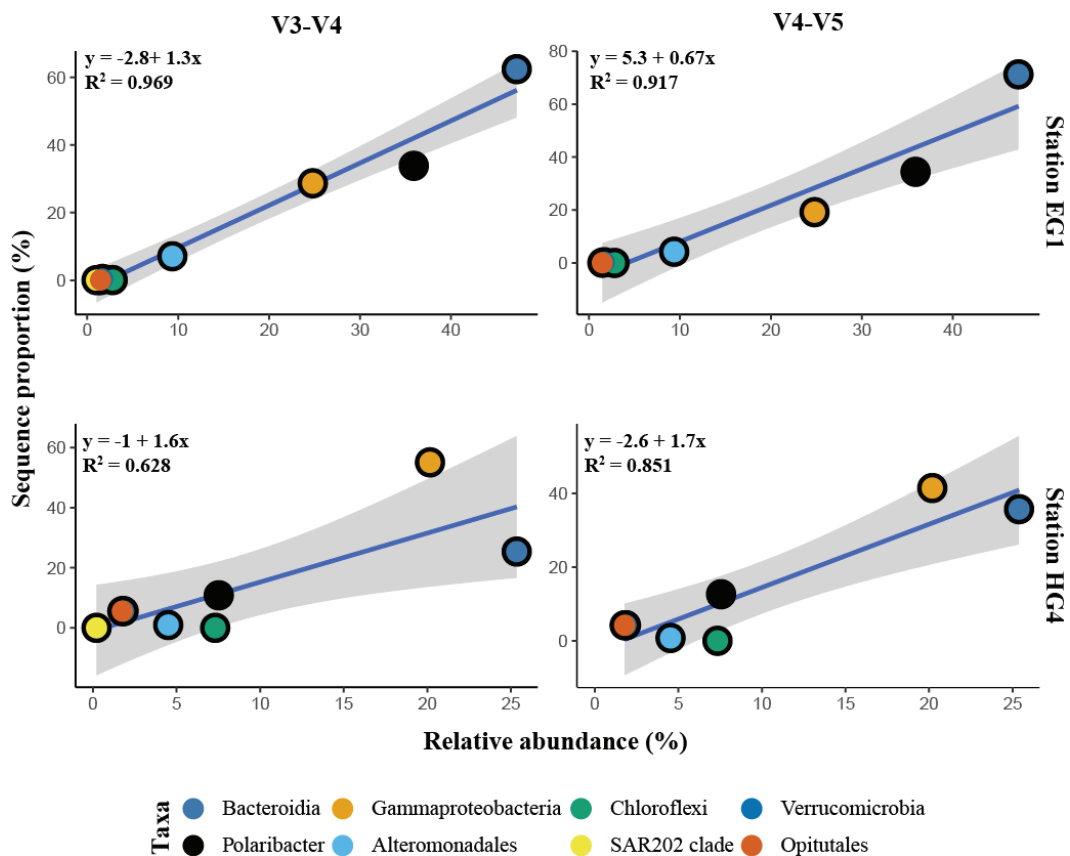 V3-V4
V4-V5
y = -2.8+ 1.3x
R² = 0.969
60
40
20
0
0
10
20
30
40
y = 5.3 + 0.67x
R² = 0.917
80
60
40
20
0
0
10
20
30
40
Station EG1
Sequence proportion (%)
y = -1 + 1.6x
R² = 0.628
60
40
20
0
0
5
10
15
20
25
y = -2.6 + 1.7x
R² = 0.851
40
20
0
0
5
10
15
20
25
Station HG4
Relative abundance (%)
Taxa
Bacteroidia
Gammaproteobacteria
Chloroflexi
Verrucomicrobia
Polaribacter
Alteromonadales
SAR202 clade
Opitutales